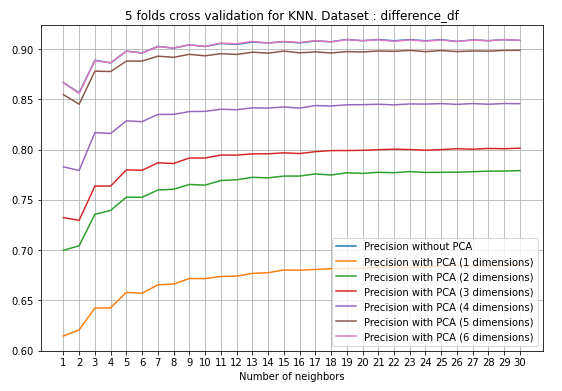 5 folds cross validation for KNN. Dataset : difference_df
0.90
0.85
0.80
0.75
0.70
0.65
0.60
Precision without PCA
Precision with PCA (1 dimensions)
Precision with PCA (2 dimensions)
Precision with PCA (3 dimensions)
Precision with PCA (4 dimensions)
Precision with PCA (5 dimensions)
Precision with PCA (6 dimensions)
1 2 3 4 5 6 7 8 9 10 11 12 13 14 15 16 17 18 19 20 21 22 23 24 25 26 27 28 29 30
Number of neighbors